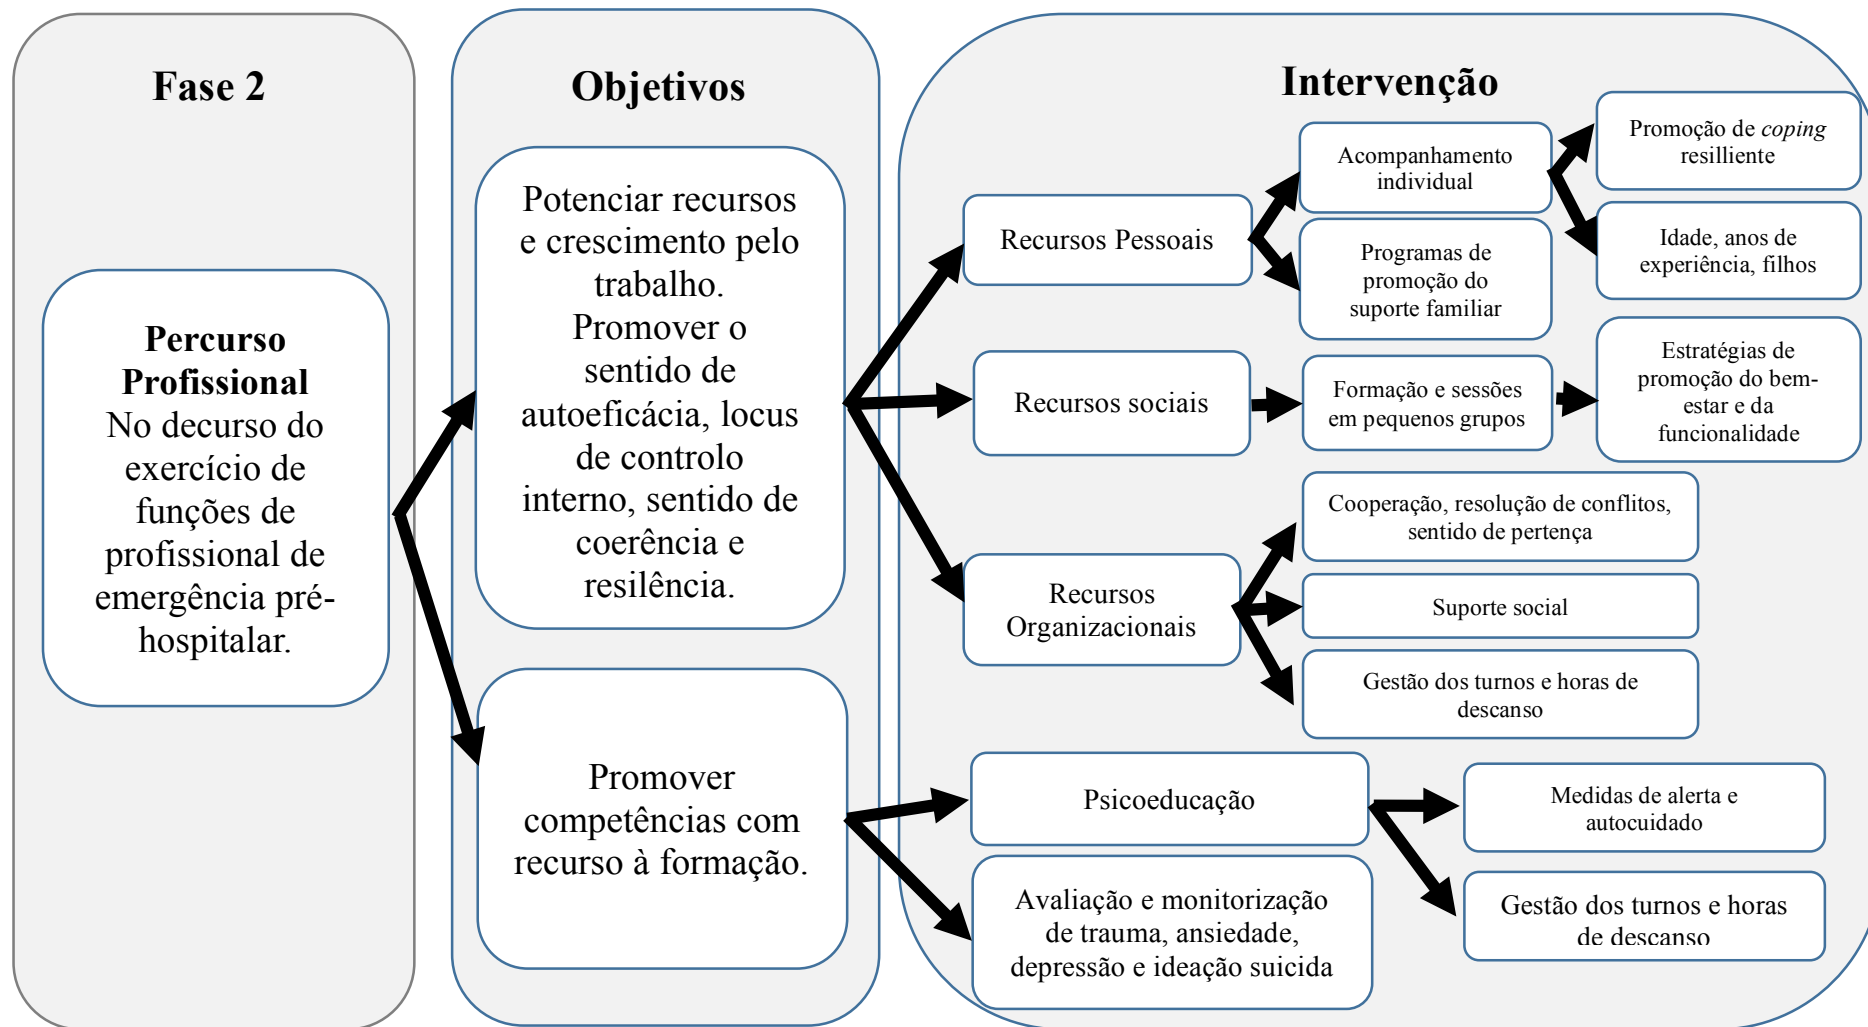 Fase 2
Percurso
Profissional
No decurso do
exercício de
funções de
profissional de
emergência pré-
hospitalar.
Objetivos
Potenciar recursos
e crescimento pelo
trabalho.
Promover o
sentido de
autoeficácia, locus
de controlo
interno, sentido de
coerência e
resilência.
Promover
competências com
recurso à formação.
Intervenção
Recursos Pessoais
Acompanhamento
individual
Promoção de coping
resilliente
Idade, anos de
experiência, filhos
Programas de
promoção do
suporte familiar
Recursos sociais
Formação e sessões
em pequenos grupos
Estratégias de
promoção do bem-
estar e da
funcionalidade
Recursos
Organizacionais
Cooperação, resolução de conflitos,
sentido de pertença
Suporte social
Gestão dos turnos e horas de
descanso
Psicoeducação
Medidas de alerta e
autocuidado
Gestão dos turnos e horas
de descanso
Avaliação e monitorização
de trauma, ansiedade,
depressão e ideação suicida